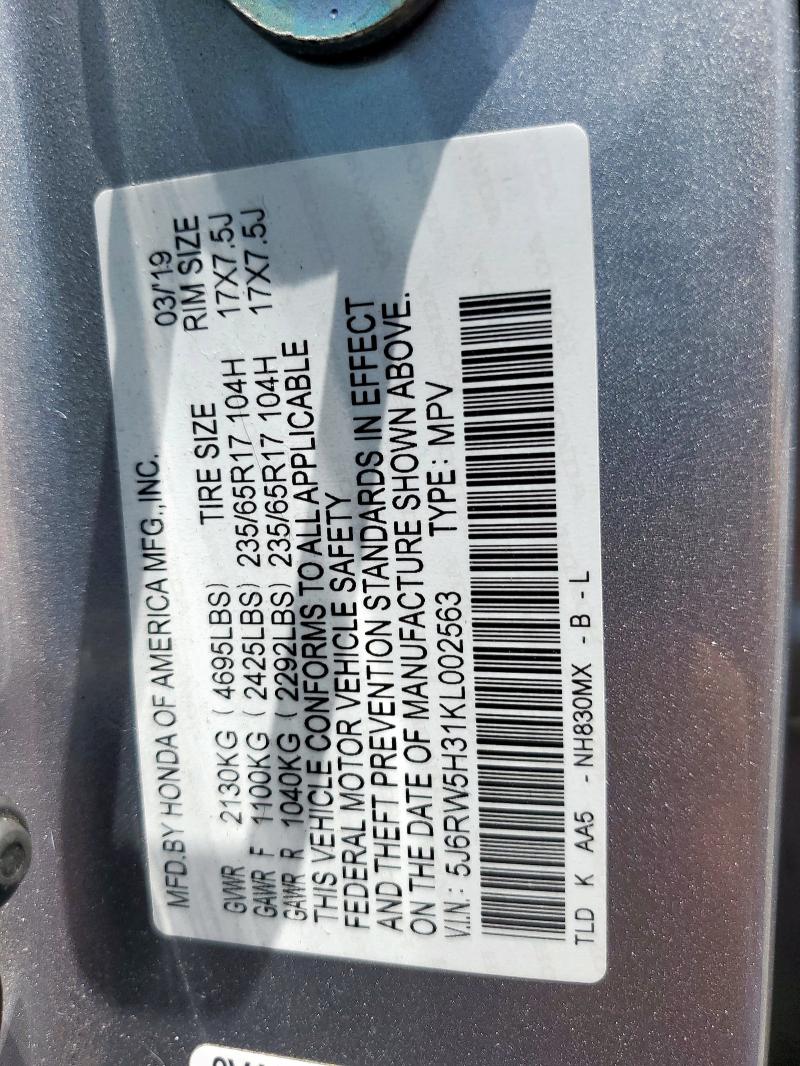 MFD.BY HONDA OF AMERICA MFG.,INC. 03/'19
TIRE SIZE RIM SIZE
GVWR 2130KG ( 4695LBS)
GAWR F 1100KG ( 2425LBS) 235/65R17 104H 17X7.5J
GAWR R 1040KG ( 2292LBS) 235/65R17 104H 17X7.5J
THIS VEHICLE CONFORMS TO ALL APPLICABLE
FEDERAL MOTOR VEHICLE SAFETY
AND THEFT PREVENTION STANDARDS IN EFFECT
ON THE DATE OF MANUFACTURE SHOWN ABOVE.
V.I.N.: 5J6RW5H31KL002563 TYPE: MPV
TLD K AA5 -NH830MX -B -L